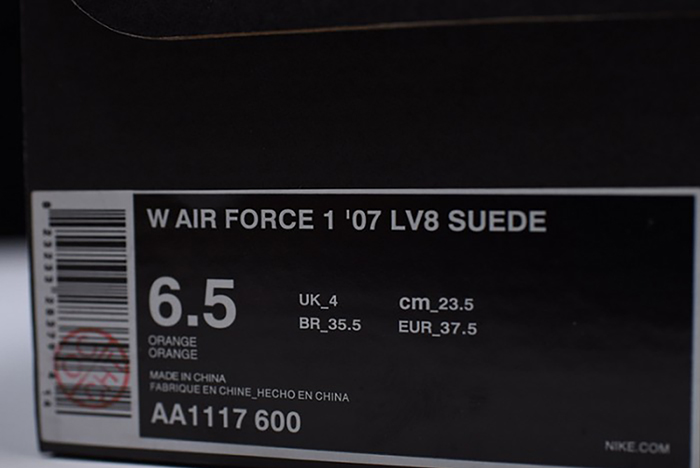 W AIR FORCE 1 '07 LV8 SUEDE
6.5
UK_4
cm_23.5
BR_35.5
EUR_37.5
ORANGE
ORANGE
MADE IN CHINA
FABRIQUE EN CHINE_HECHO EN CHINA
AA1117 600
NIKE.COM